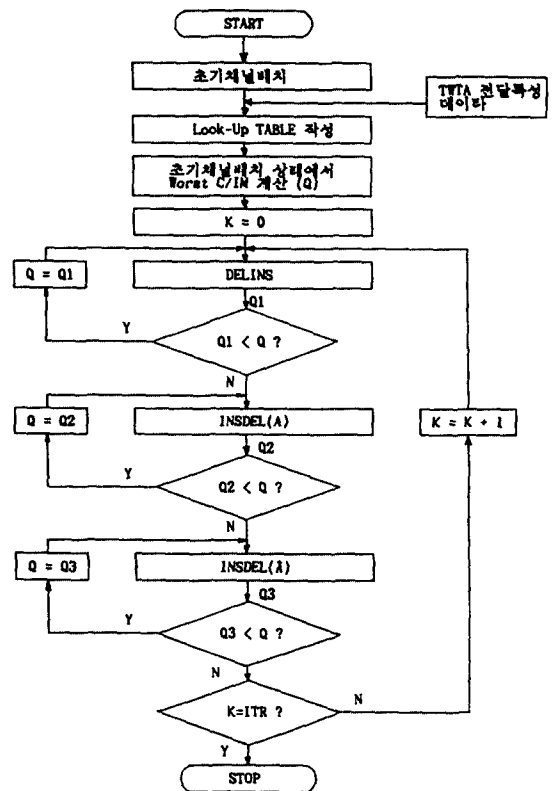 START
초기채널배치
TWTA 전달특성
데이타
Look-Up TABLE 작성
초기채널배치 상태에서
Worst C/IM 계산 (Q)
K = 0
Q = Q1
DELINS
Q1
Y
Q1 < Q ?
N
Q = Q2
INSDEL(A)
K = K + 1
Q2
Y
Q2 < Q ?
N
Q = Q3
INSDEL(Ā)
Q3
Y
Q3 < Q ?
N
K=ITR ?
N
Y
STOP